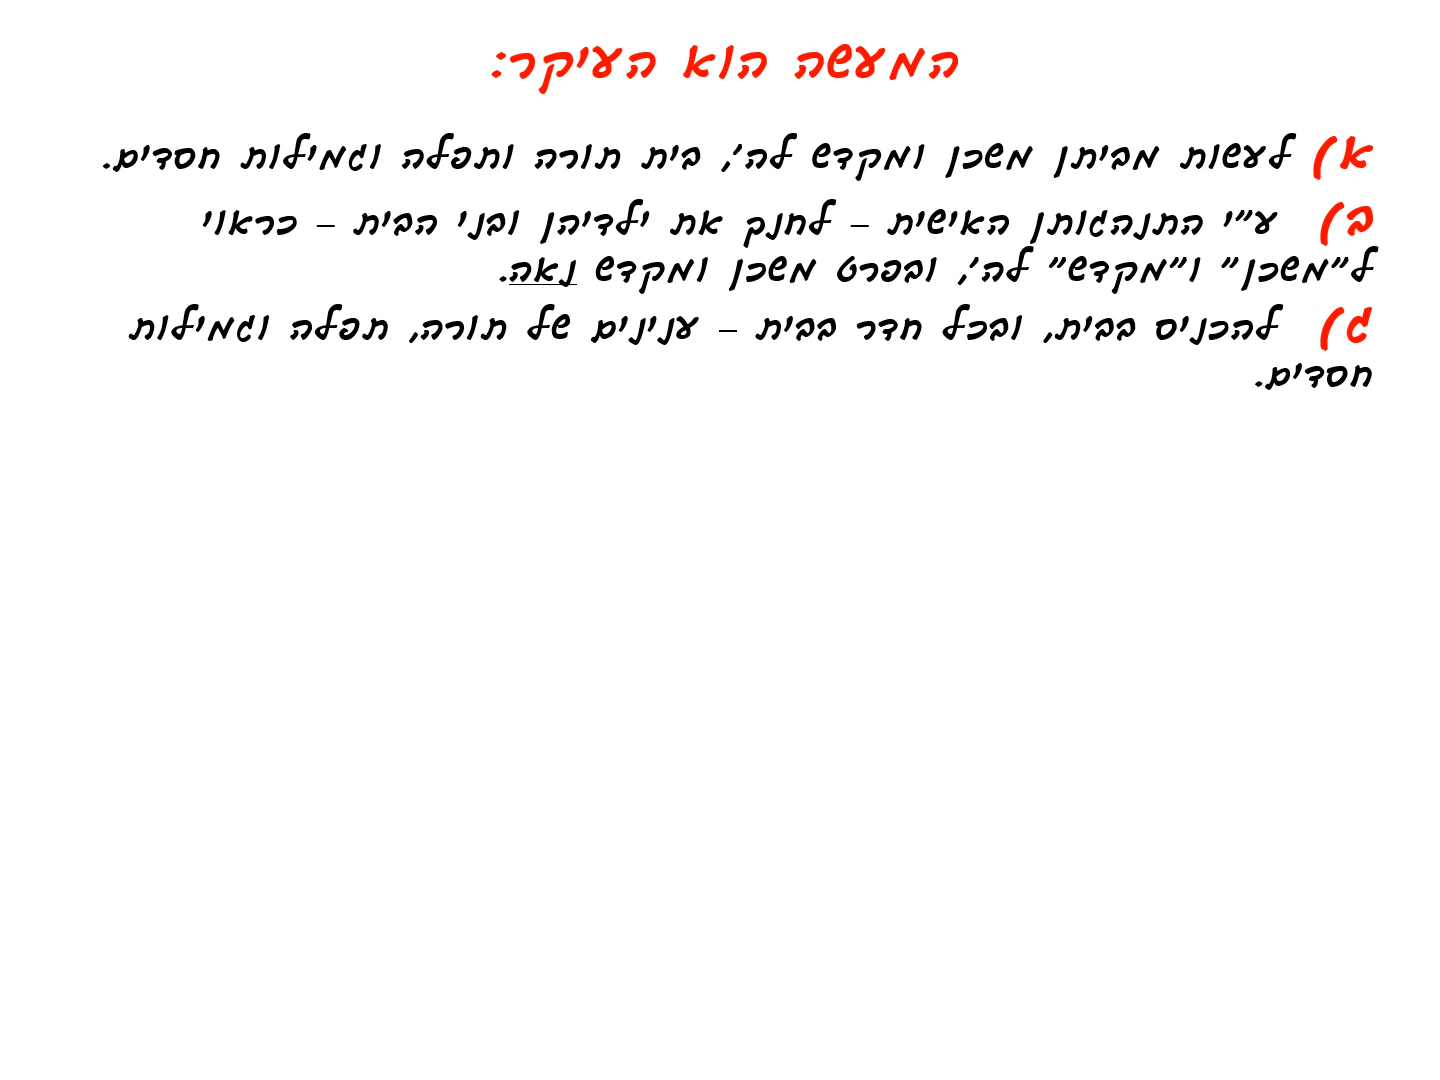 המעשה הוא העיקר:
א) לעשות מביתן משכן ומקדש לה', בית תורה ותפלה וגמילות חסדים.
ב) ע"י התנהגותן האישית – לחנך את ילדיהן ובני הבית – כראוי
ל"משכן" ו"מקדש" לה', ובפרט משכן ומקדש נאה.
ג) להכניס בבית, ובכל חדר בבית – ענינים של תורה, תפלה וגמילות
חסדים.